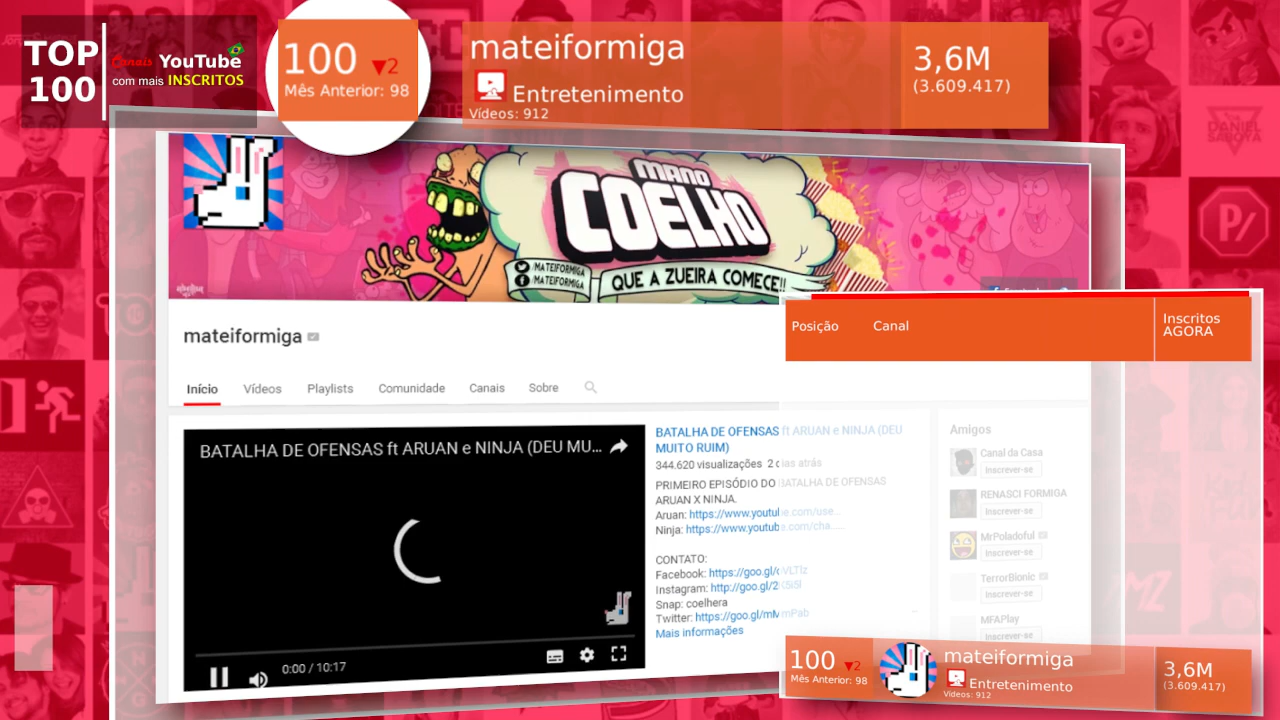 TOP
100
Canais YouTube
com mais INSCRITOS
100 ▼2
Mês Anterior: 98
mateiformiga
Entretenimento
Vídeos: 912
3,6M
(3.609.417)
MANO
COELHO
/MATEIFORMIGA
/MATEIFORMIGA
QUE A ZUEIRA COMECE!!
mateiformiga
Início Vídeos Playlists Comunidade Canais Sobre
BATALHA DE OFENSAS ft ARUAN e NINJA (DEU MU...
0:00 / 10:17
BATALHA DE OFENSAS ft ARUAN e NINJA (DEU
MUITO RUIM)
344.620 visualizações 2 dias atrás
PRIMEIRO EPISÓDIO DO BATALHA DE OFENSAS
ARUAN X NINJA.
Aruan: https://www.youtube.com/use...
Ninja: https://www.youtube.com/cha......
CONTATO:
Facebook: https://goo.gl/
Instagram: http://goo.gl/2
Snap: coelhera
Twitter: https://goo.gl/
Mais informações
Posição Canal
Inscritos
AGORA
Amigos
Canal da Casa
Inscrever-se
RENASCI FORMIGA
Inscrever-se
MrPoladoful
Inscrever-se
TerrorBionic
Inscrever-se
MFAPlay
Inscrever-se
100 ▼2
Mês Anterior: 98
mateiformiga
Entretenimento
Vídeos: 912
3,6M
(3.609.417)